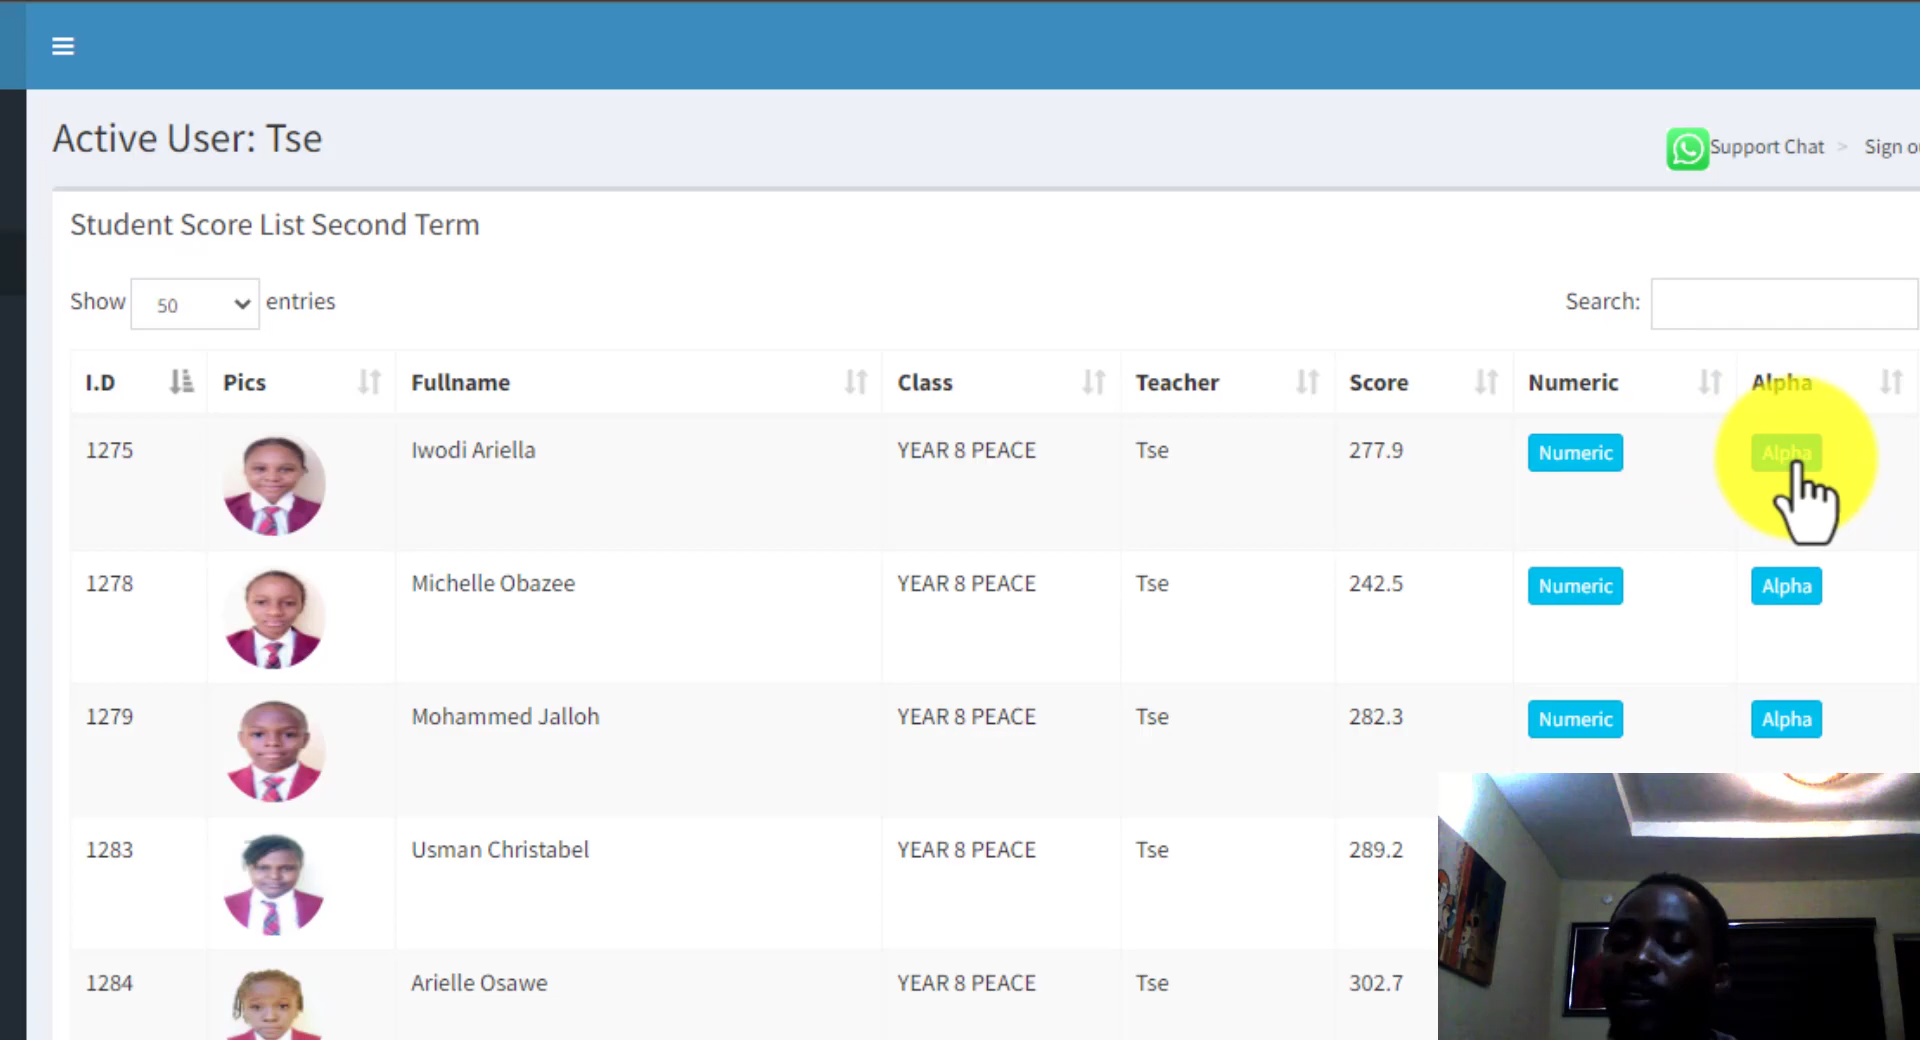 Active User: Tse
Support Chat > Sign o
Student Score List Second Term
Show 50 entries
Search:
I.D Pics Fullname Class Teacher Score Numeric Alpha
1275 Iwodi Ariella YEAR 8 PEACE Tse 277.9 Numeric Alpha
1278 Michelle Obazee YEAR 8 PEACE Tse 242.5 Numeric Alpha
1279 Mohammed Jalloh YEAR 8 PEACE Tse 282.3 Numeric Alpha
1283 Usman Christabel YEAR 8 PEACE Tse 289.2
1284 Arielle Osawe YEAR 8 PEACE Tse 302.7